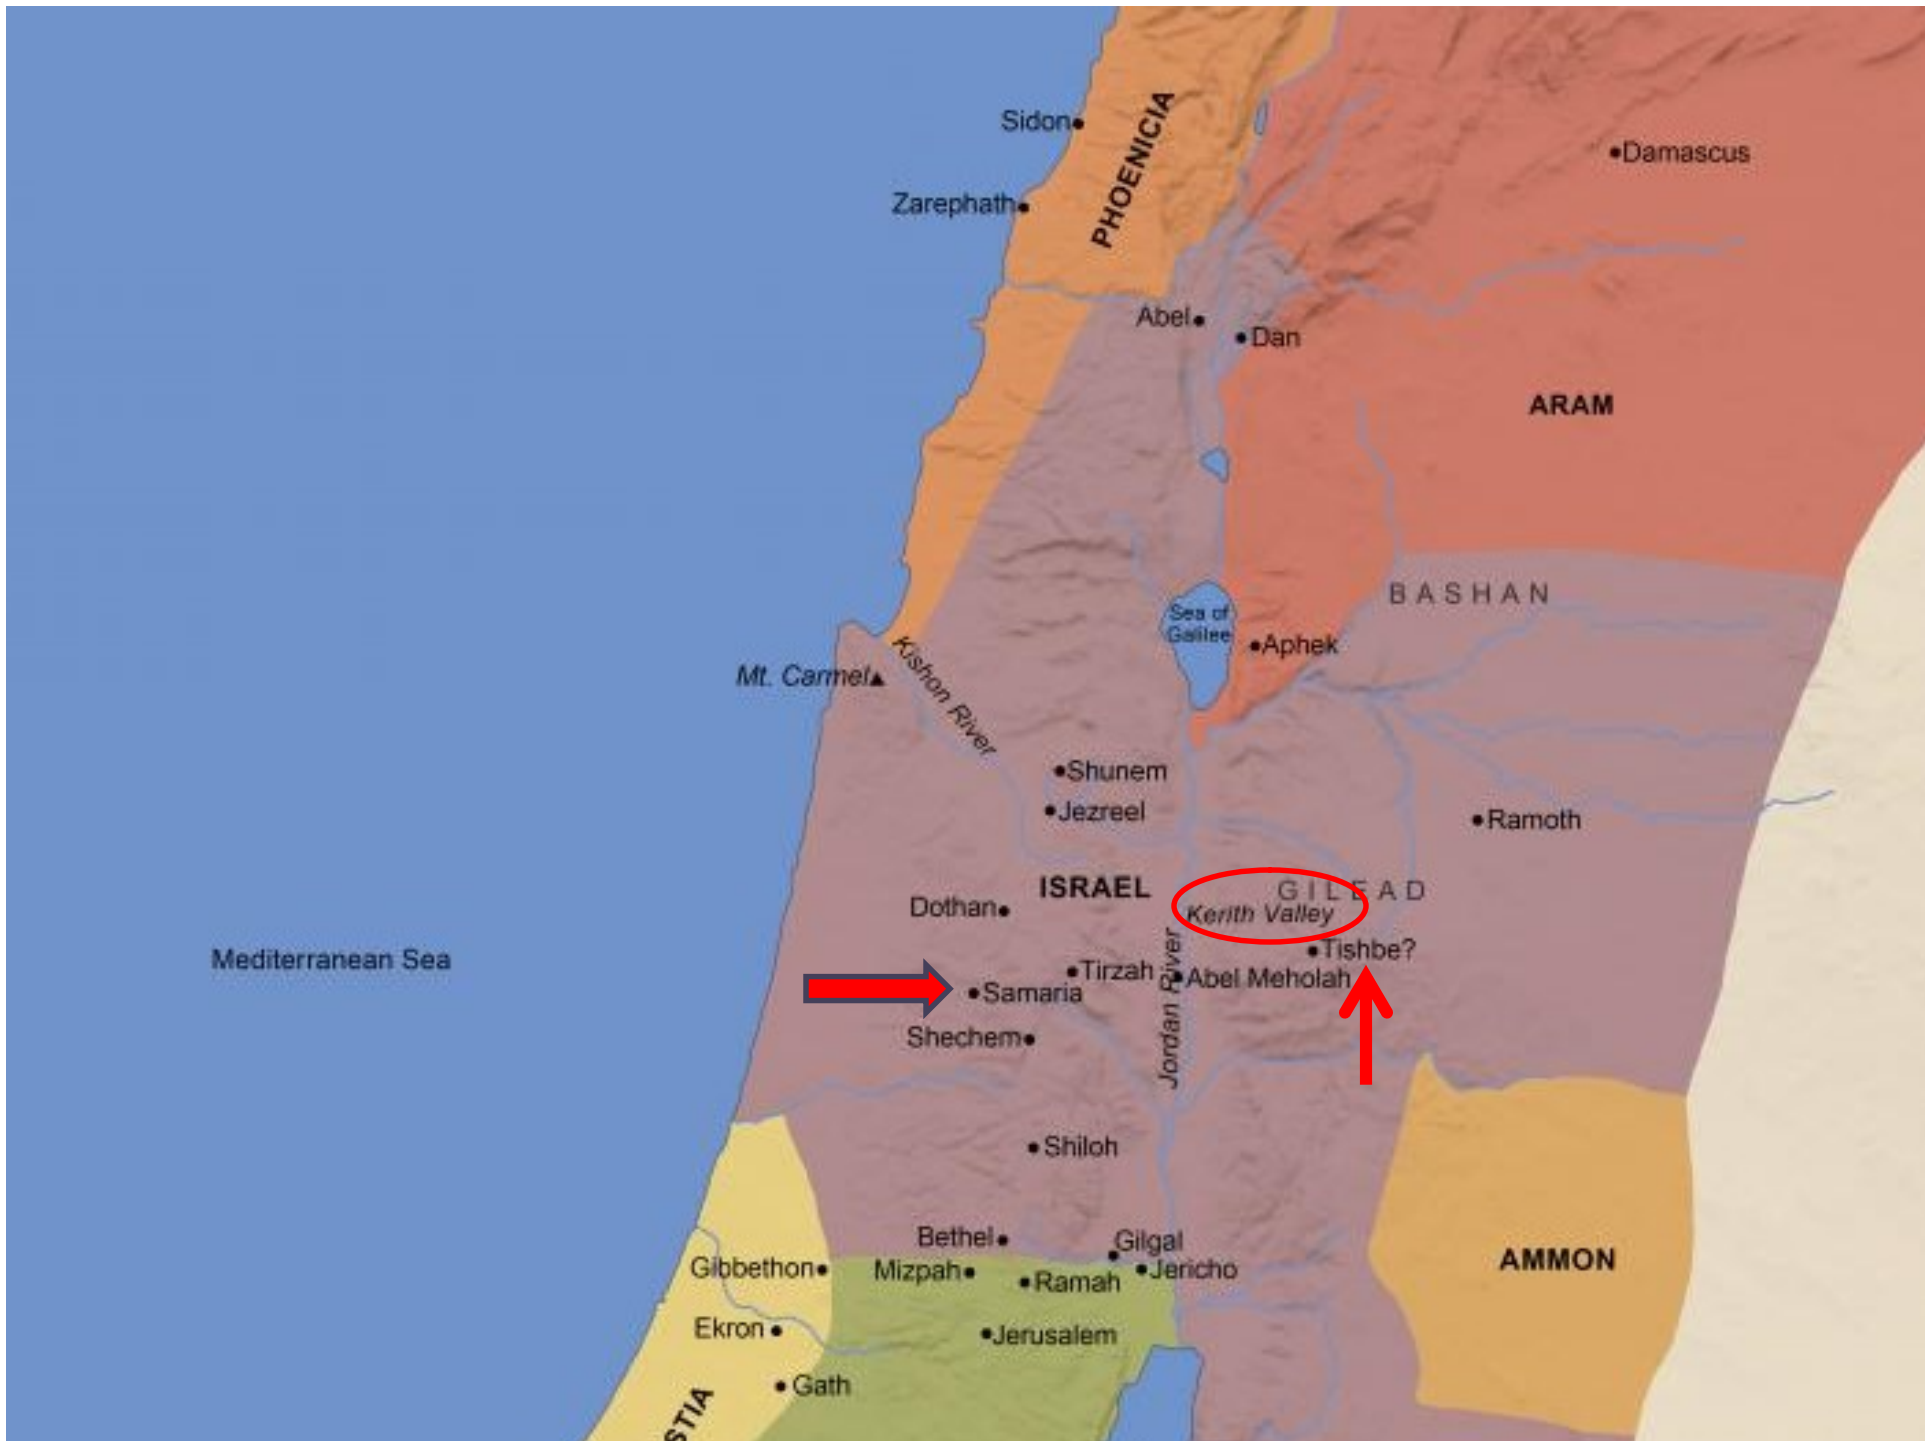 Sidon
PHOENICIA
Damascus
Zarephath
Abel
Dan
ARAM
BASHAN
Sea of
Galilee
Aphek
Kishon River
Mt. Carmel
Shunem
Jezreel
Ramoth
ISRAEL
GILEAD
Dothan
Kerith Valley
Tishbe?
Mediterranean Sea
Tirzah
Abel Meholah
Samaria
Jordan River
Shechem
Shiloh
Bethel
Gilgal
Gibbethon
Mizpah
Ramah
Jericho
AMMON
Ekron
Jerusalem
Gath
STIA